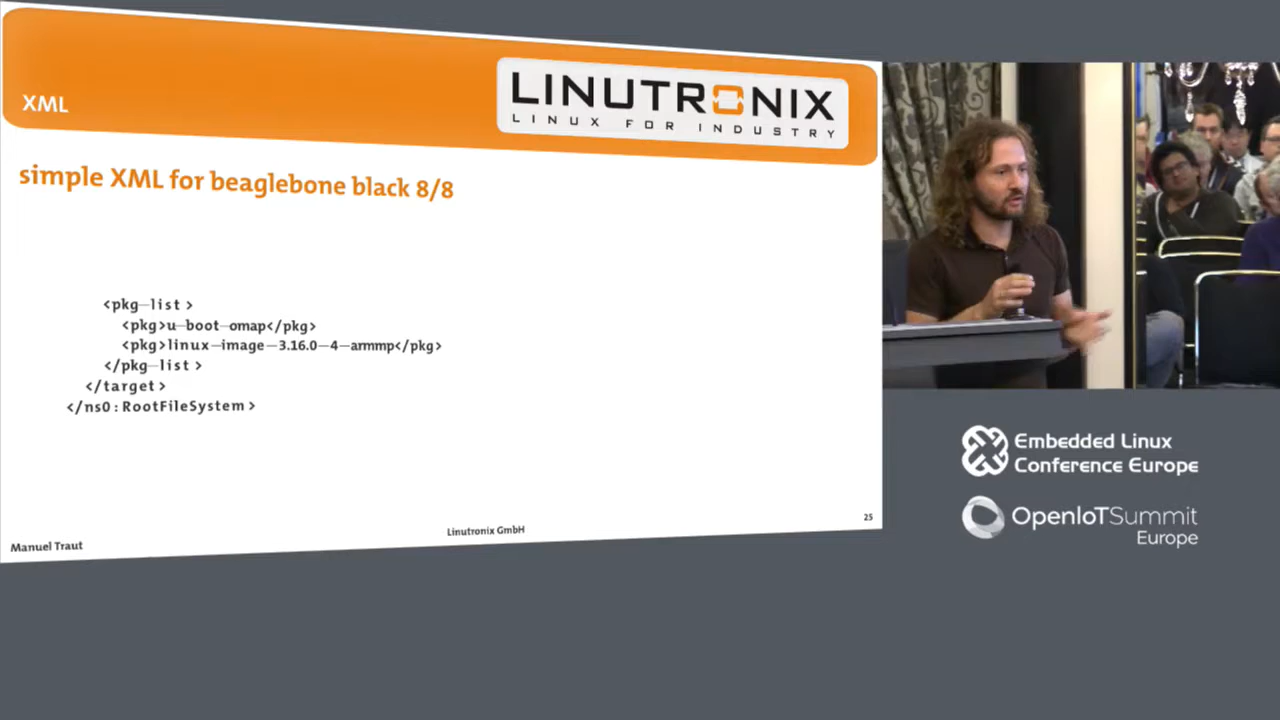 XML
LINUTRONIX
LINUX FOR INDUSTRY
simple XML for beaglebone black 8/8
<pkg-list >
<pkg>u-boot-omap</pkg>
<pkg>linux-image-3.16.0-4-armmp</pkg>
</pkg-list >
</target>
</ns0:RootFileSystem>
Manuel Traut
Linutronix GmbH
25
Embedded Linux
Conference Europe
OpenIoTSummit
Europe